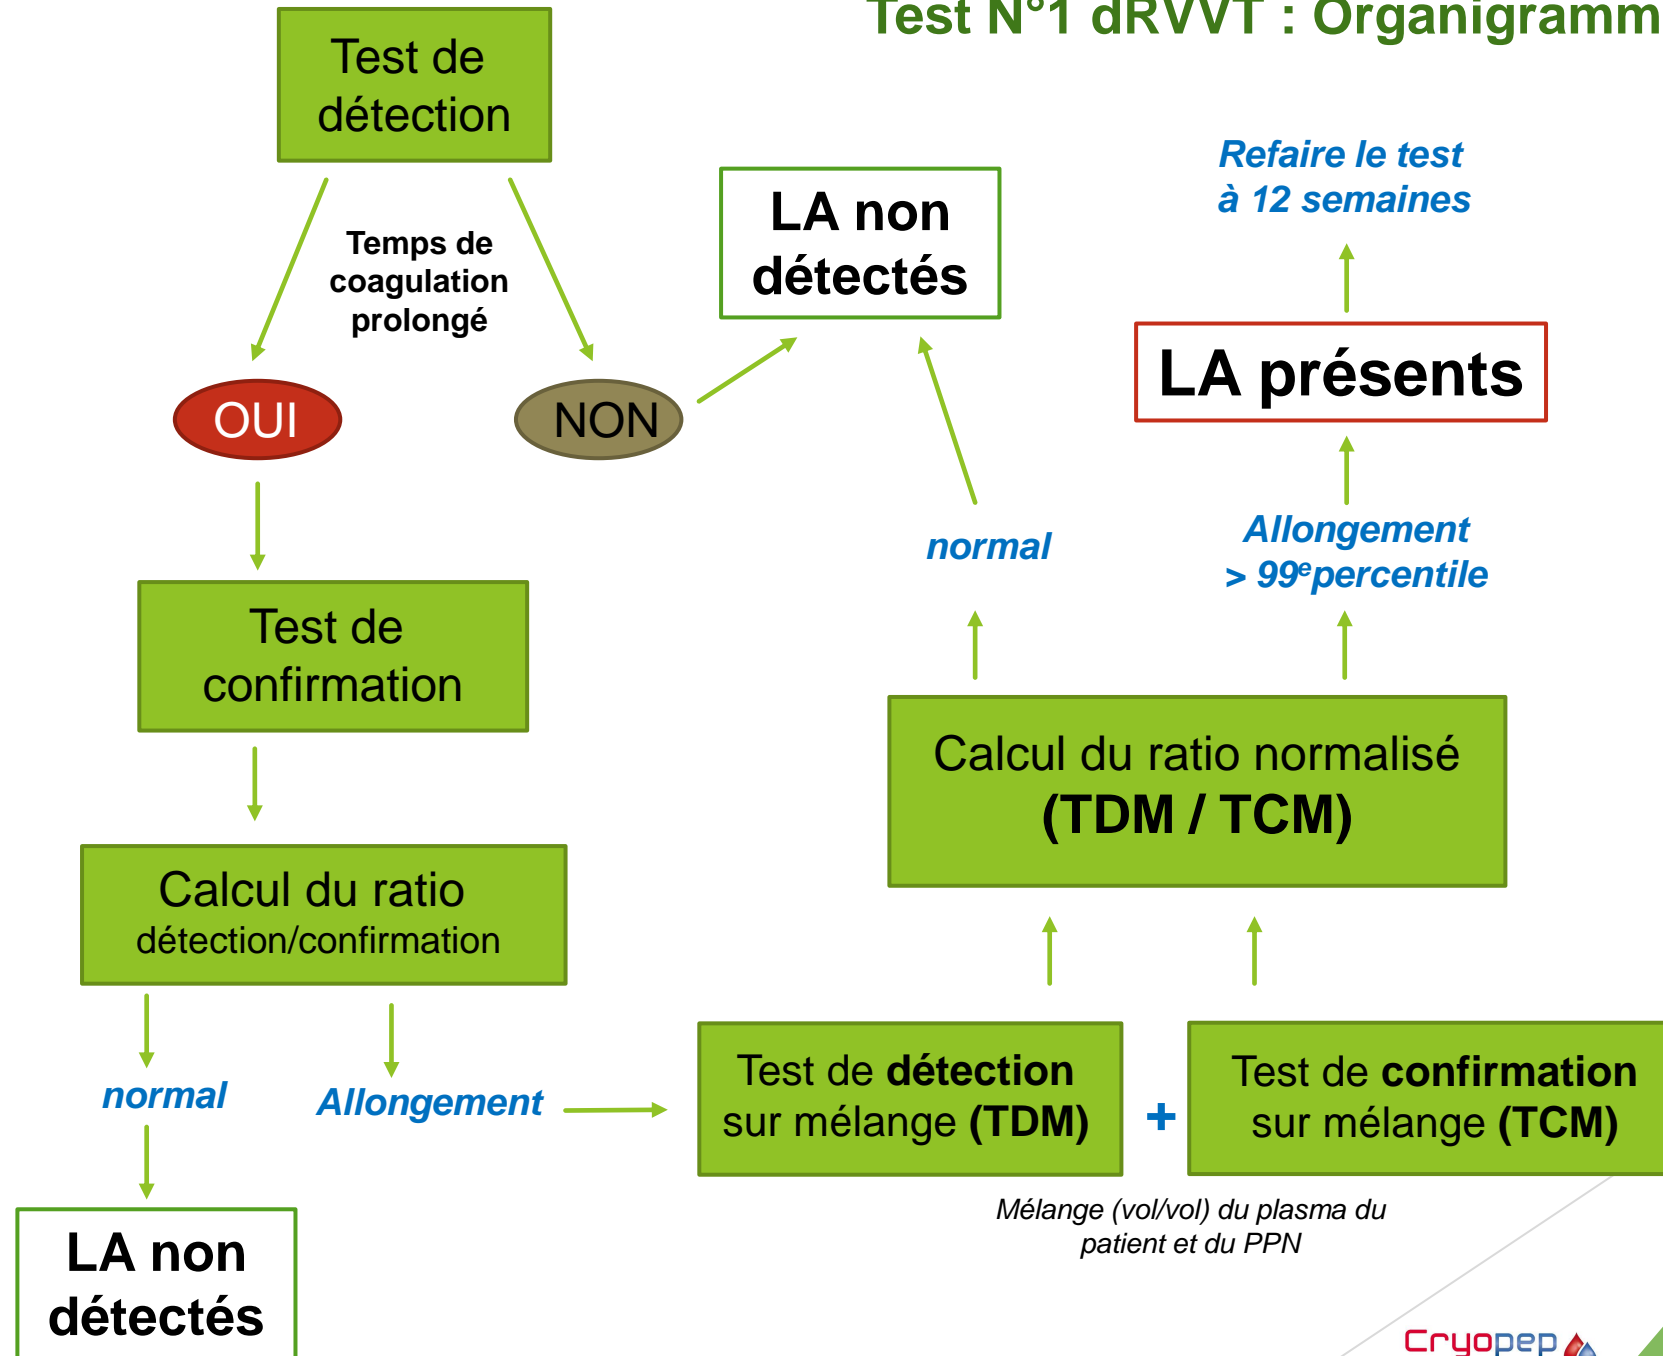 Test N°1 dRVVT : Organigramm
Test de
détection
Temps de
coagulation
prolongé
OUI
NON
LA non
détectés
Refaire le test
à 12 semaines
LA présents
normal
Allongement
> 99e percentile
Test de
confirmation
Calcul du ratio normalisé
(TDM / TCM)
Calcul du ratio
détection/confirmation
normal
Allongement
Test de détection
sur mélange (TDM)
+
Test de confirmation
sur mélange (TCM)
Mélange (vol/vol) du plasma du
patient et du PPN
LA non
détectés
Cryopep